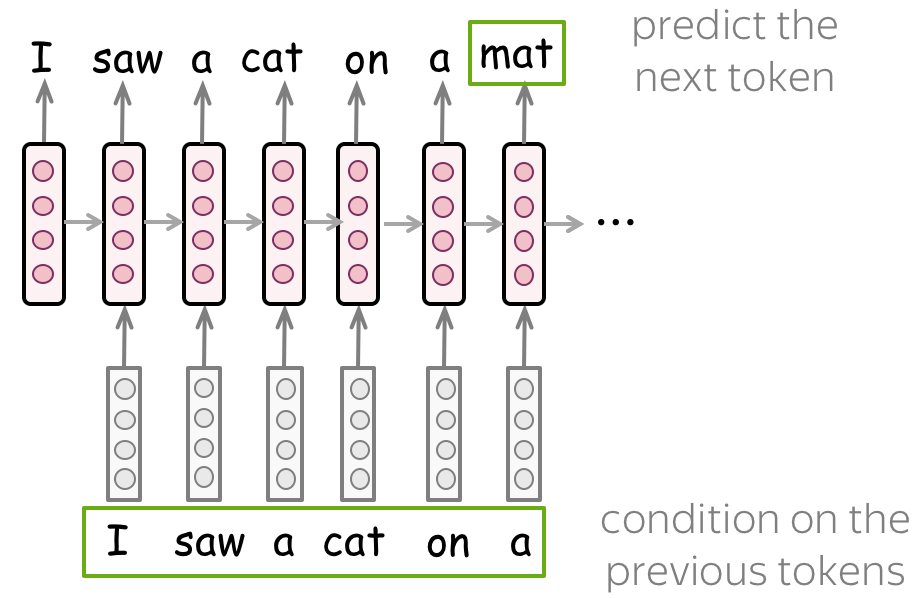 I saw a cat on a mat
predict the
next token
...
I saw a cat on a
condition on the
previous tokens